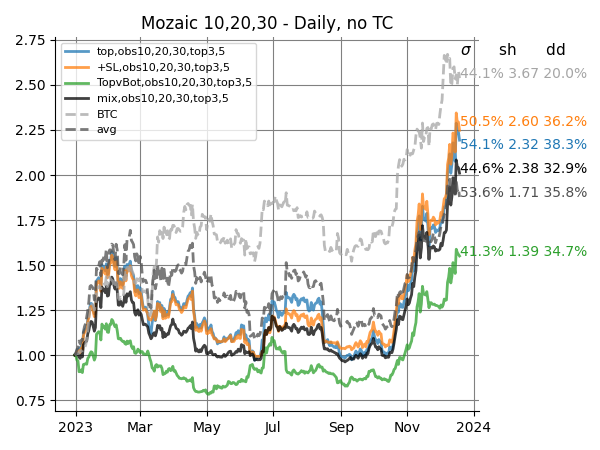 Mozaic 10,20,30 - Daily, no TC
σ sh dd
2.75
2.50
2.25
2.00
1.75
1.50
1.25
1.00
0.75
top,obs10,20,30,top3,5
+SL,obs10,20,30,top3,5
TopvBot,obs10,20,30,top3,5
mix,obs10,20,30,top3,5
BTC
avg
44.1% 3.67 20.0%
50.5% 2.60 36.2%
54.1% 2.32 38.3%
44.6% 2.38 32.9%
53.6% 1.71 35.8%
41.3% 1.39 34.7%
2023 Mar May Jul Sep Nov 2024